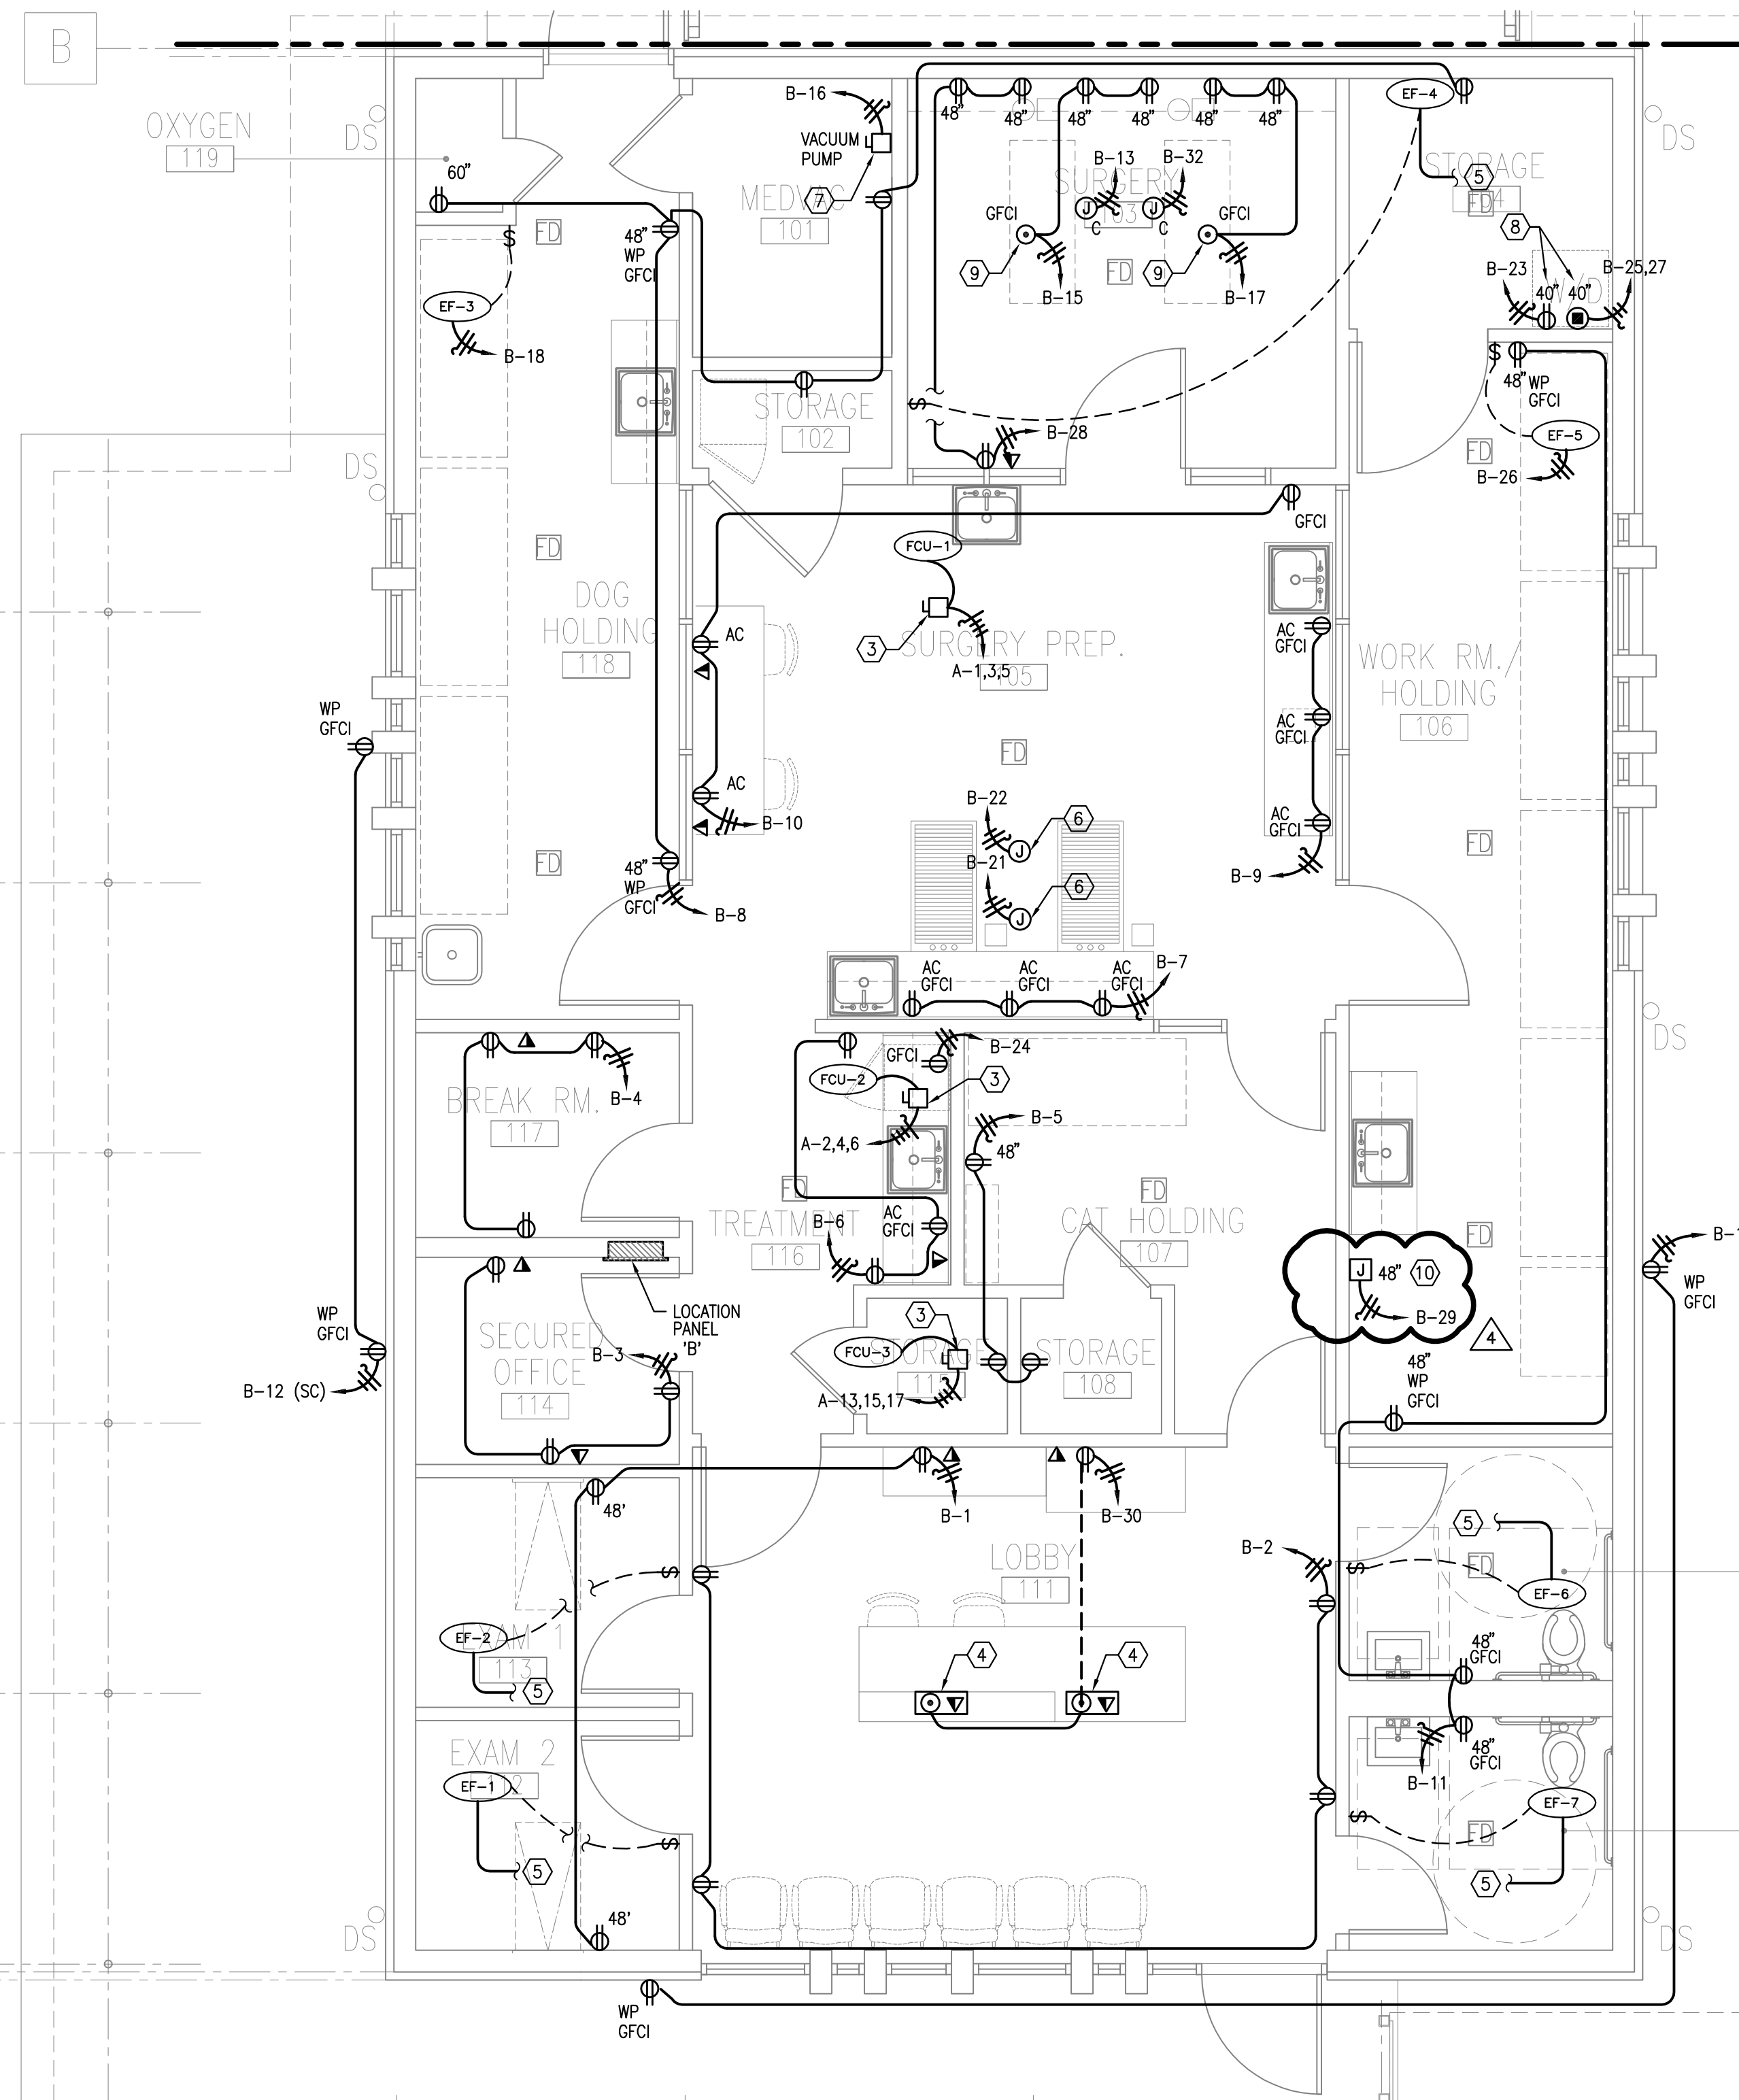 B
OXYGEN
119
DS
60"
B-16
VACUUM
PUMP
7
MEDVAC
101
48"
48"
48"
48"
48"
48"
EF-4
DS
STORAGE
5
FD
B-13
B-32
SURGERY
103
J
J
C
C
GFCI
GFCI
9
9
FD
B-15
B-17
8
B-23
B-25,27
40"
40"
W/D
FD
48"
WP
GFCI
EF-3
B-18
STORAGE
102
B-28
48"
WP
GFCI
EF-5
FD
B-26
DS
FD
GFCI
FCU-1
3
A-1,3,5
SURGERY PREP.
105
DOG
HOLDING
118
AC
AC
GFCI
WORK RM./
HOLDING
106
AC
GFCI
WP
GFCI
FD
AC
B-10
B-22
6
J
B-21
6
J
AC
GFCI
B-9
FD
FD
48"
WP
GFCI
B-8
AC
GFCI
AC
GFCI
AC
GFCI
B-7
DS
BREAK RM.
117
B-4
GFCI
B-24
FCU-2
3
A-2,4,6
B-5
48"
FD
TREATMENT
116
B-6
AC
GFCI
FD
CAT HOLDING
107
FD
J
48"
10
B-29
4
WP
GFCI
LOCATION
PANEL
'B'
SECURED
OFFICE
114
B-3
WP
GFCI
B-12 (SC)
3
FCU-3
STORAGE
A-13,15,17
STORAGE
108
48"
WP
GFCI
48'
B-1
B-30
LOBBY
111
B-2
5
FD
EF-6
EF-2
EXAM 1
113
5
4
4
48"
GFCI
48"
GFCI
B-11
EXAM 2
EF-1
5
EF-7
FD
5
48'
DS
DS
WP
GFCI